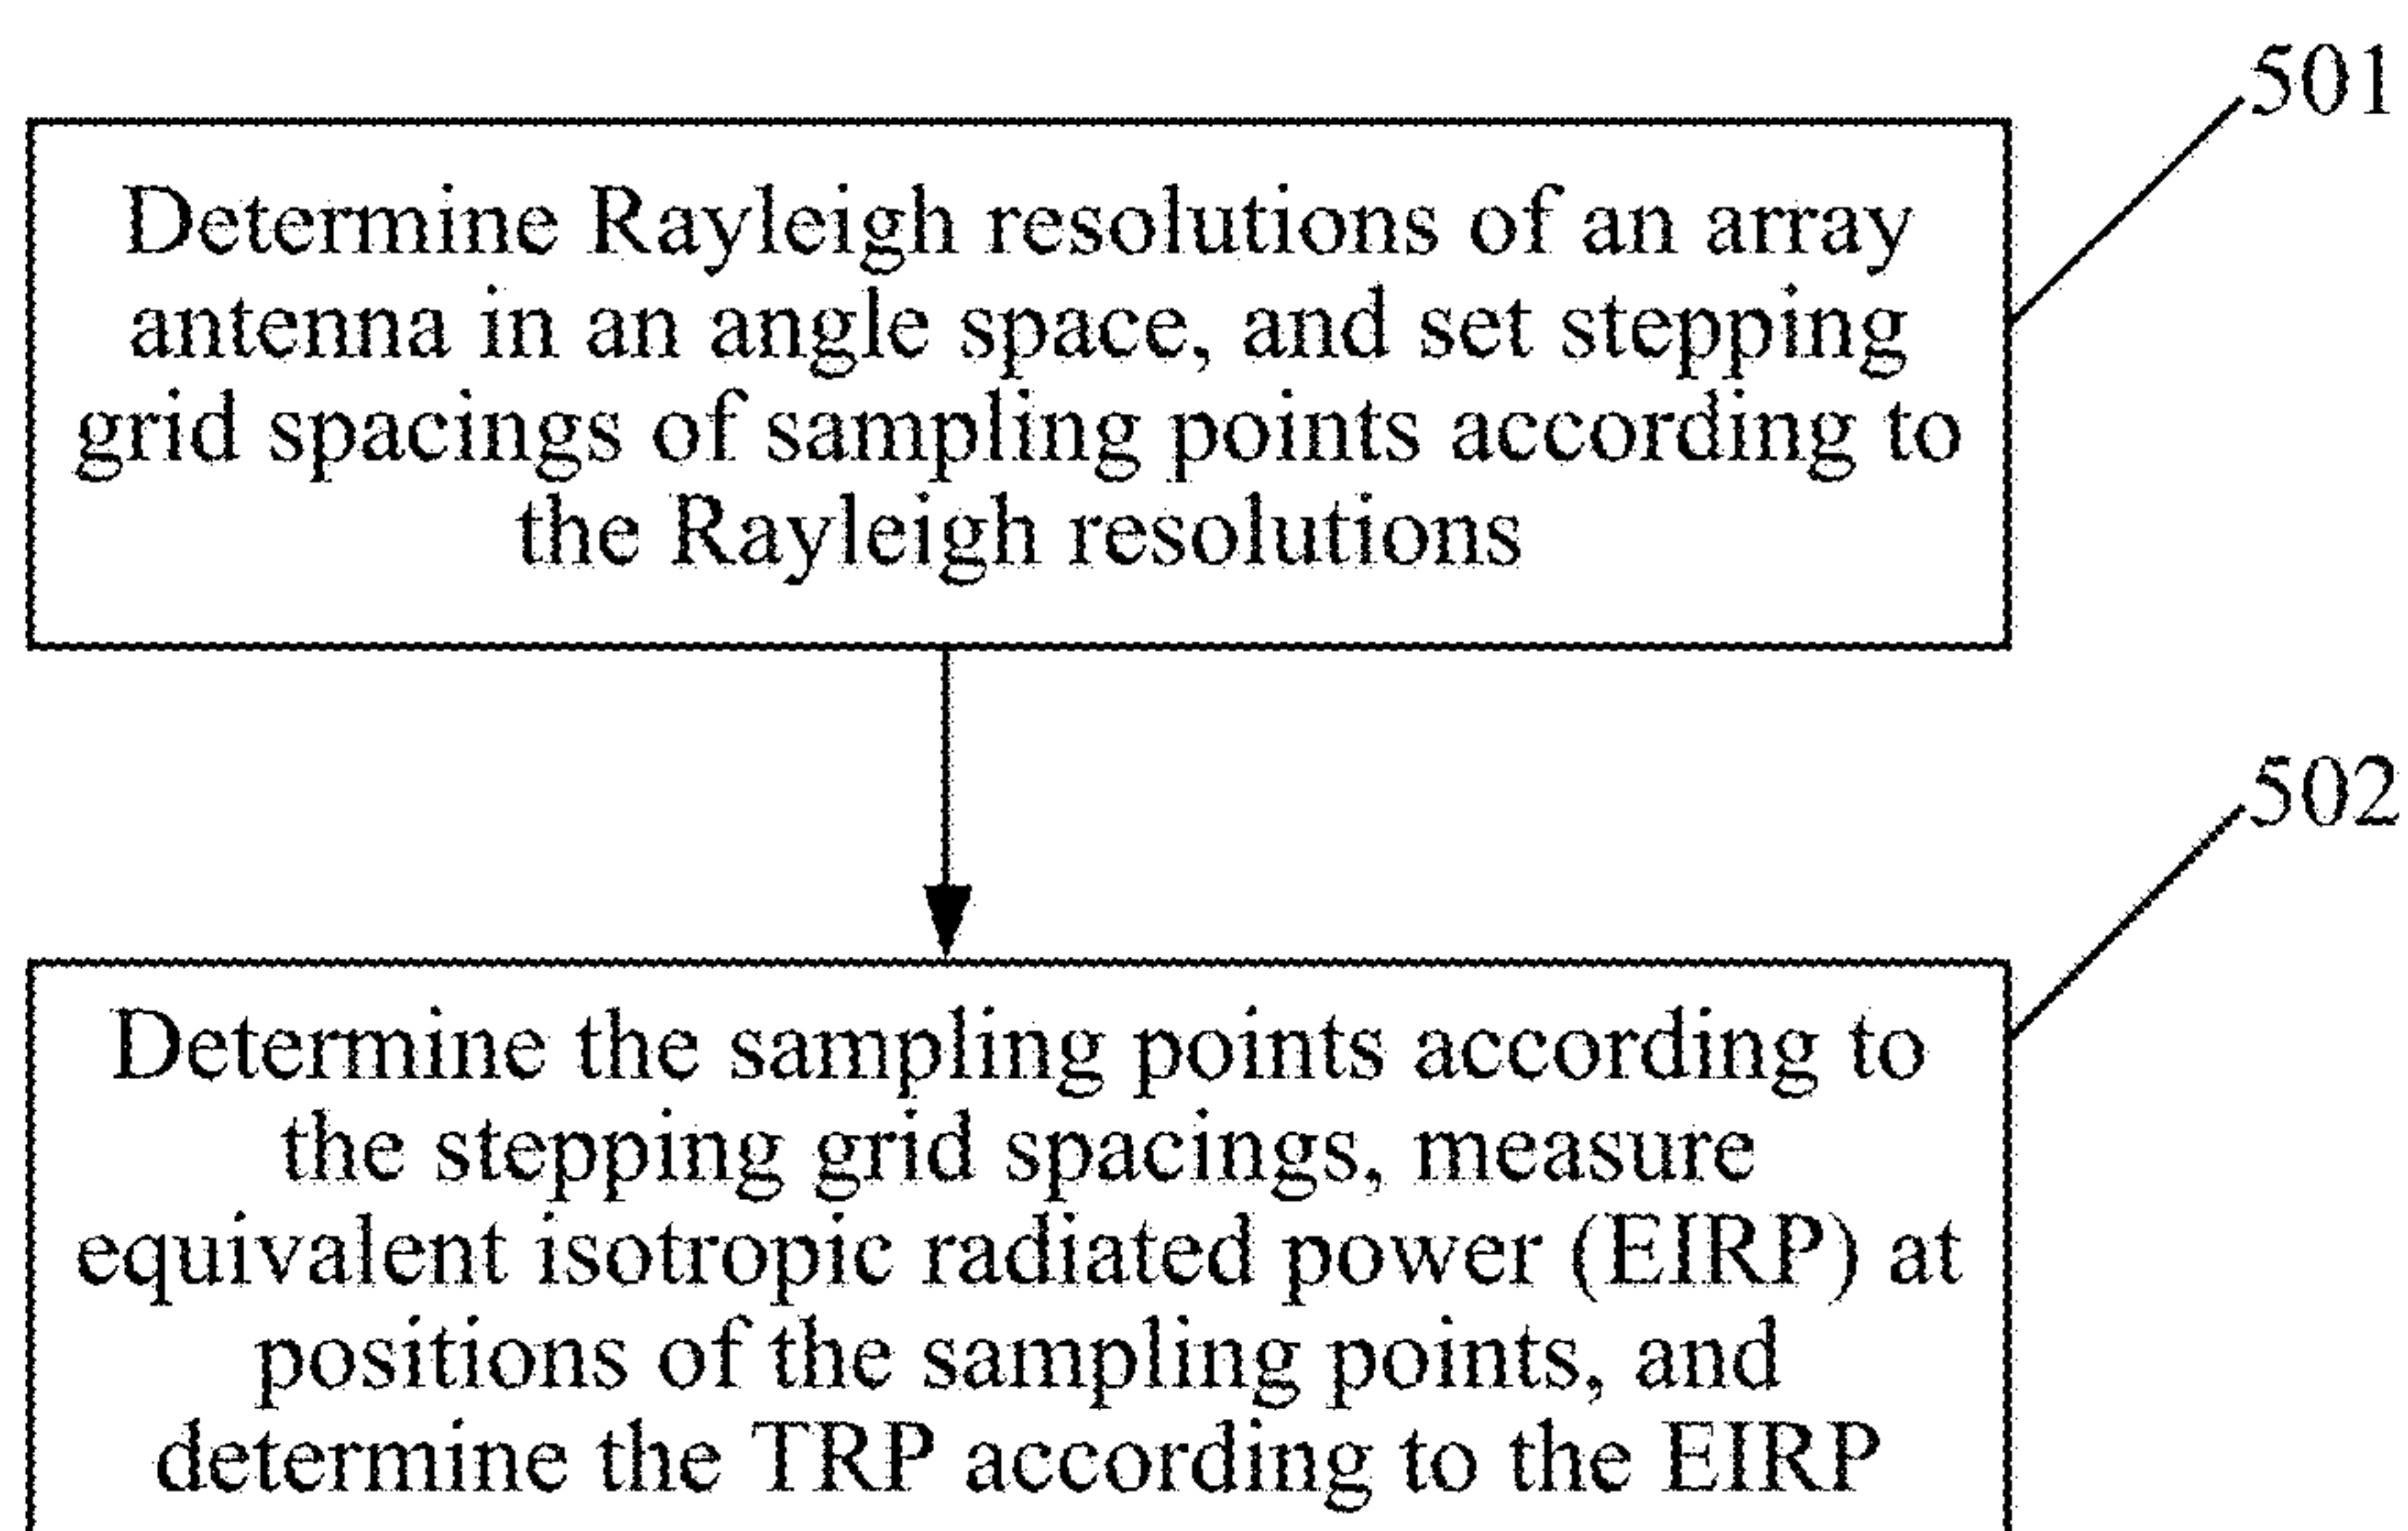 501
Determine Rayleigh resolutions of an array
antenna in an angle space, and set stepping
grid spacings of sampling points according to
the Rayleigh resolutions
502
Determine the sampling points according to
the stepping grid spacings, measure
equivalent isotropic radiated power (EIRP) at
positions of the sampling points, and
determine the TRP according to the EIRP